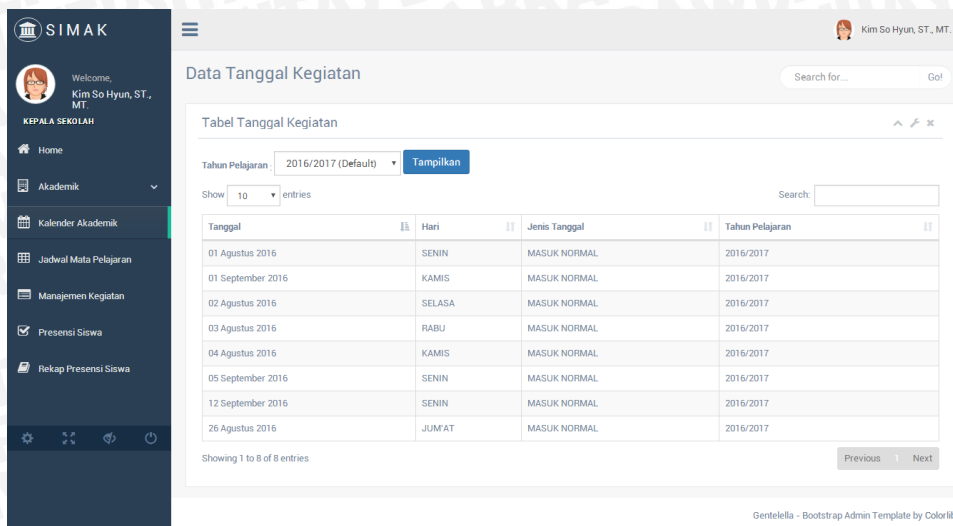 SIMAK
Kim So Hyun, ST., MT.
Welcome,
Kim So Hyun, ST.,
MT.
KEPALA SEKOLAH
Home
Akademik
Kalender Akademik
Jadwal Mata Pelajaran
Manajemen Kegiatan
Presensi Siswa
Rekap Presensi Siswa
Data Tanggal Kegiatan
Search for... Go!
Tabel Tanggal Kegiatan
Tahun Pelajaran : 2016/2017 (Default) Tampilkan
Show 10 entries Search:
Tanggal Hari Jenis Tanggal Tahun Pelajaran
01 Agustus 2016 SENIN MASUK NORMAL 2016/2017
01 September 2016 KAMIS MASUK NORMAL 2016/2017
02 Agustus 2016 SELASA MASUK NORMAL 2016/2017
03 Agustus 2016 RABU MASUK NORMAL 2016/2017
04 Agustus 2016 KAMIS MASUK NORMAL 2016/2017
05 September 2016 SENIN MASUK NORMAL 2016/2017
12 September 2016 SENIN MASUK NORMAL 2016/2017
26 Agustus 2016 JUM'AT MASUK NORMAL 2016/2017
Showing 1 to 8 of 8 entries Previous 1 Next
Gentelella - Bootstrap Admin Template by Colorlib